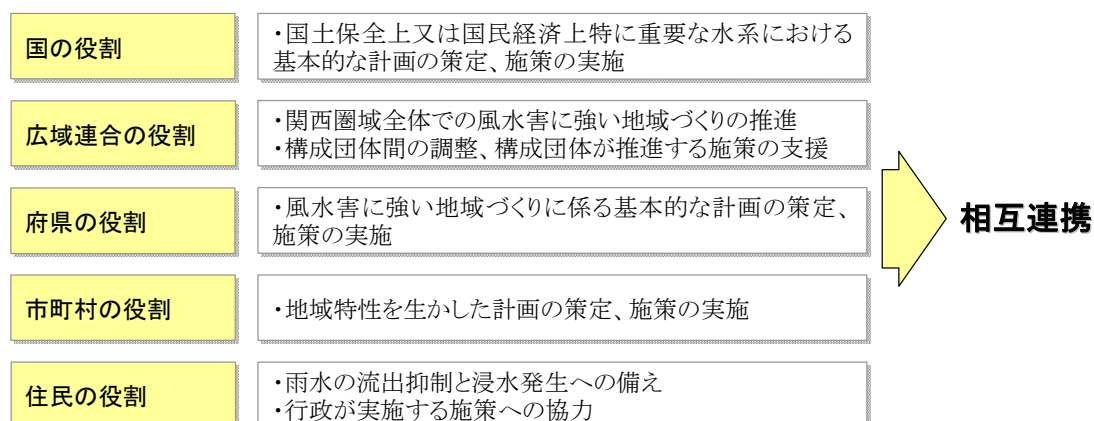 国の役割
・国土保全上又は国民経済上特に重要な水系における
基本的な計画の策定、施策の実施
広域連合の役割
・関西圏域全体での風水害に強い地域づくりの推進
・構成団体間の調整、構成団体が推進する施策の支援
府県の役割
・風水害に強い地域づくりに係る基本的な計画の策定、
施策の実施
相互連携
市町村の役割
・地域特性を生かした計画の策定、施策の実施
住民の役割
・雨水の流出抑制と浸水発生への備え
・行政が実施する施策への協力